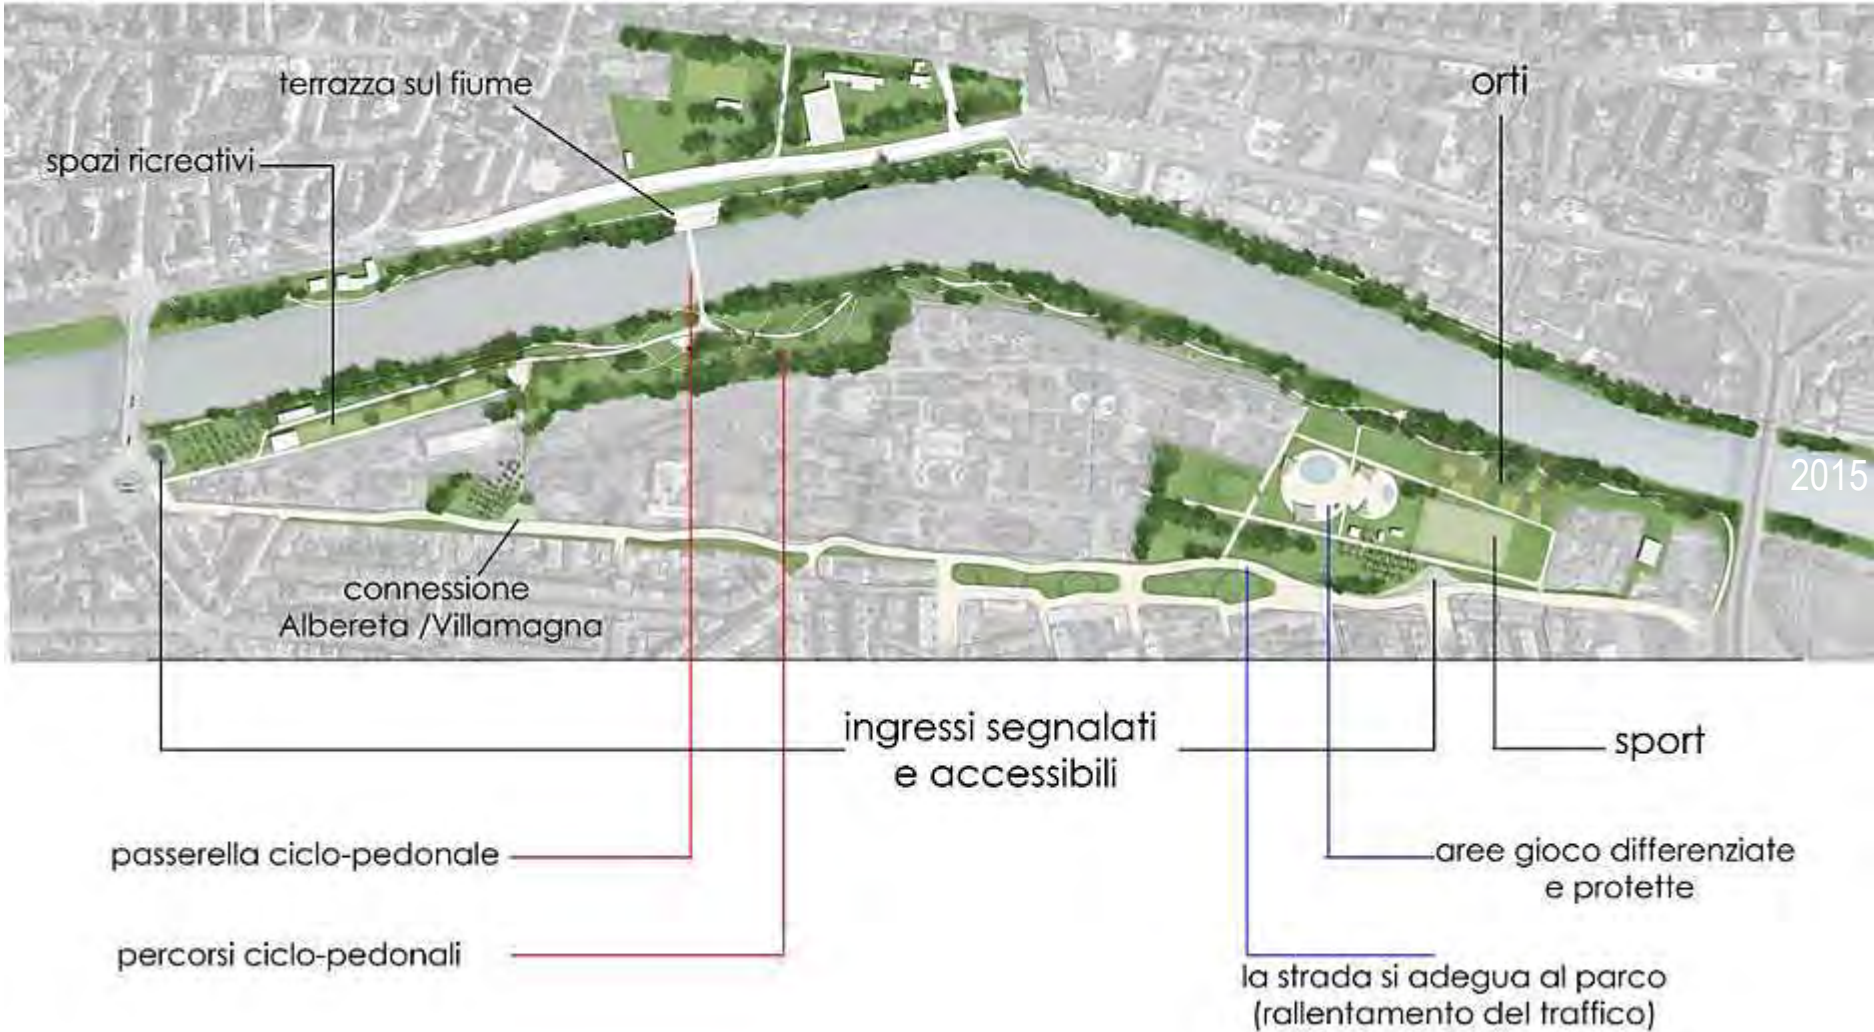 terrazza sul fiume
orti
spazi ricreativi
2015
connessione
Albereta /Villamagna
ingressi segnalati
e accessibili
sport
passerella ciclo-pedonale
aree gioco differenziate
e protette
percorsi ciclo-pedonali
la strada si adegua al parco
(rallentamento del traffico)